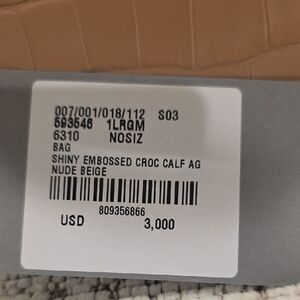 007/001/018/112 S03
593546 1LRGM
6310 NOSIZ
BAG
SHINY EMBOSSED CROC CALF AG
NUDE BEIGE
809356866
USD 3,000